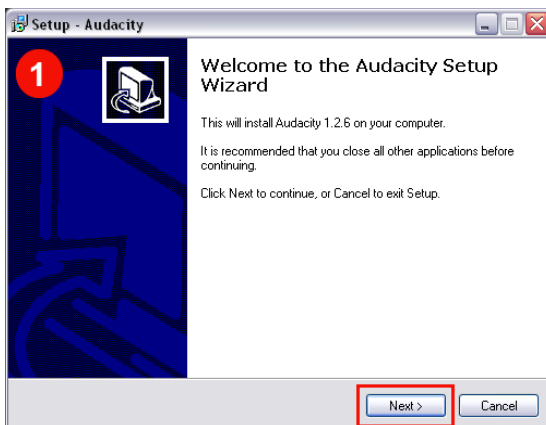 Setup - Audacity
1
Welcome to the Audacity Setup
Wizard
This will install Audacity 1.2.6 on your computer.
It is recommended that you close all other applications before
continuing.
Click Next to continue, or Cancel to exit Setup.
Next >
Cancel